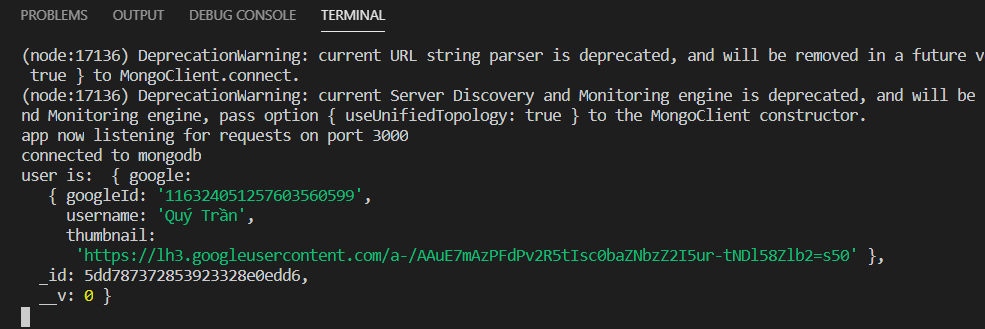 PROBLEMS OUTPUT DEBUG CONSOLE TERMINAL
(node:17136) DeprecationWarning: current URL string parser is deprecated, and will be removed in a future v
true } to MongoClient.connect.
(node:17136) DeprecationWarning: current Server Discovery and Monitoring engine is deprecated, and will be
nd Monitoring engine, pass option { useUnifiedTopology: true } to the MongoClient constructor.
app now listening for requests on port 3000
connected to mongodb
user is:  { google:
   { googleId: '116324051257603560599',
     username: 'Quý Trần',
     thumbnail:
      'https://lh3.googleusercontent.com/a-/AAuE7mAzPFdPv2R5tIsc0baZNbzZ2I5ur-tNDl58Zlb2=s50' },
  _id: 5dd787372853923328e0edd6,
  __v: 0 }